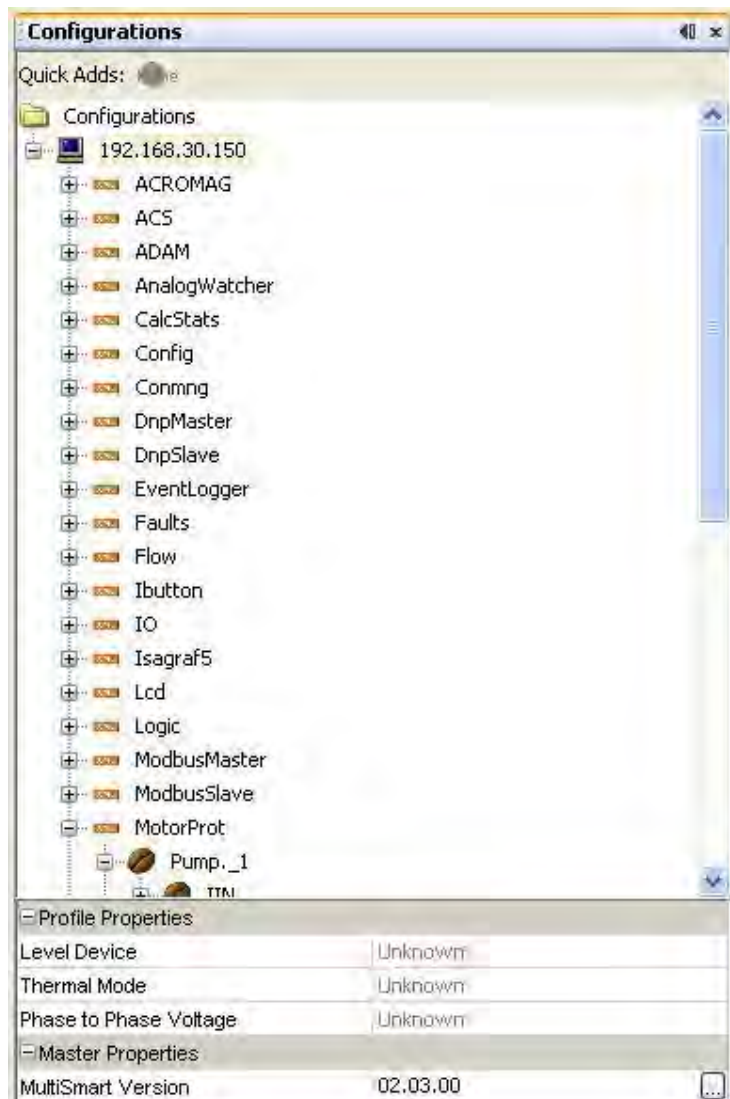 Configurations
Quick Adds:
Configurations
192.168.30.150
ACROMAG
ACS
ADAM
AnalogWatcher
CalcStats
Config
Conmng
DnpMaster
DnpSlave
EventLogger
Faults
Flow
Ibutton
IO
Isagraf5
Lcd
Logic
ModbusMaster
ModbusSlave
MotorProt
Pump._1
Profile Properties
Level Device Unknown
Thermal Mode Unknown
Phase to Phase Voltage Unknown
Master Properties
MultiSmart Version 02.03.00 ...